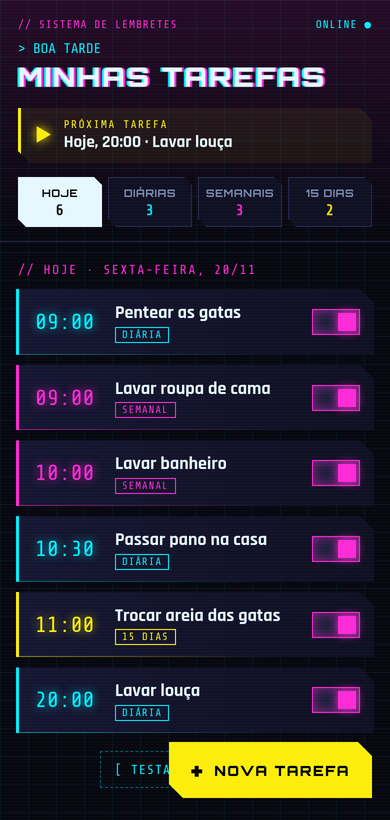 // SISTEMA DE LEMBRETES
ONLINE
> BOA TARDE
MINHAS TAREFAS
PRÓXIMA TAREFA
Hoje, 20:00 · Lavar louça
HOJE
6
DIÁRIAS
3
SEMANAIS
3
15 DIAS
2
// HOJE · SEXTA-FEIRA, 20/11
09:00
Pentear as gatas
DIÁRIA
09:00
Lavar roupa de cama
SEMANAL
10:00
Lavar banheiro
SEMANAL
10:30
Passar pano na casa
DIÁRIA
11:00
Trocar areia das gatas
15 DIAS
20:00
Lavar louça
DIÁRIA
[ TESTA
+ NOVA TAREFA